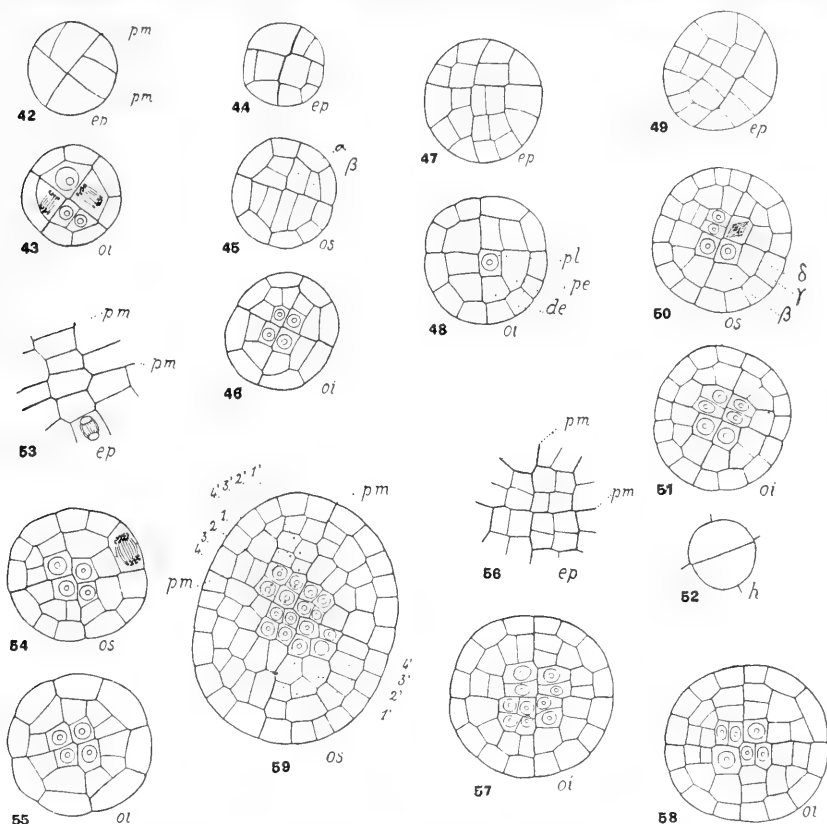 pm
pm
42
ep
44
ep
47
ep
49
ep
43
oi
α
β
45
os
46
oi
pl
pe
de
48
oi
δ
γ
β
50
os
pm
pm
53
ep
51
oi
pm
pm
56
ep
h
52
54
os
4' 3' 2' 1'
pm
1.
2
3.
4.
pm
4'
3'
2'
1'
59
os
55
oi
57
oi
58
oi